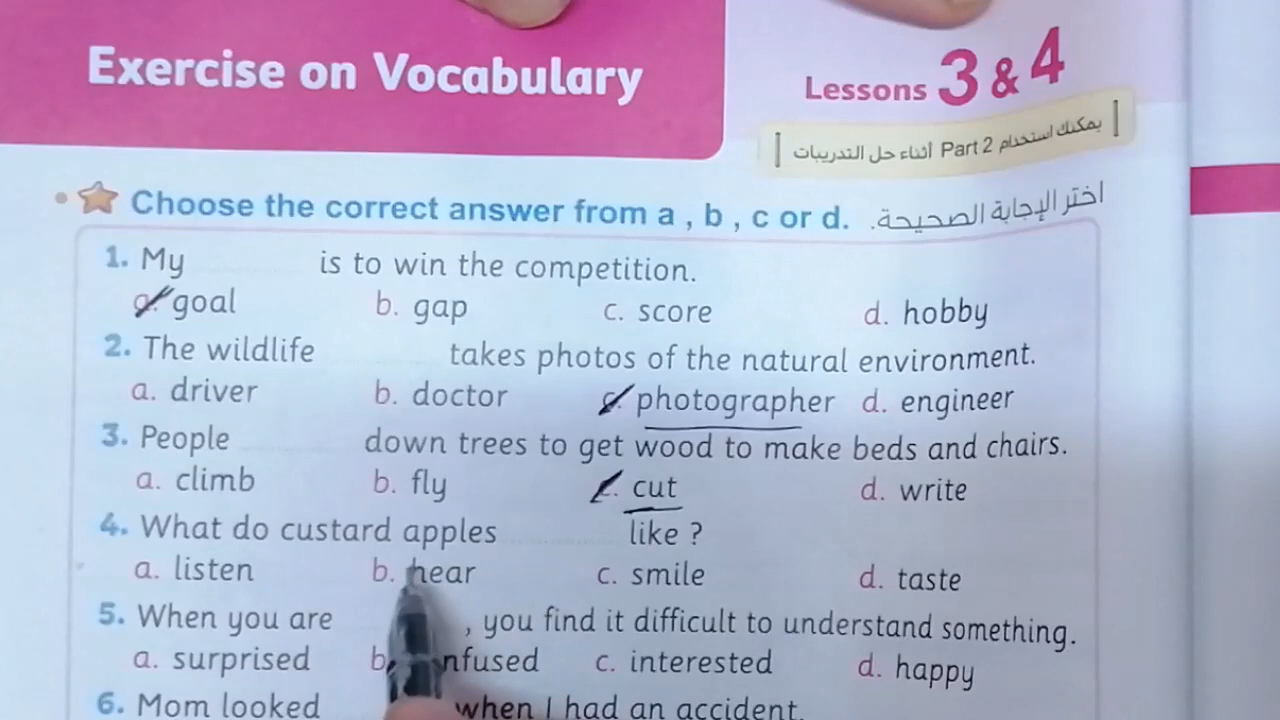 Exercise on Vocabulary
Lessons 3 & 4
يمكنك استخدام Part 2 أثناء حل التدريبات
Choose the correct answer from a , b , c or d. اختر الإجابة الصحيحة.
1. My is to win the competition.
a. goal b. gap c. score d. hobby
2. The wildlife takes photos of the natural environment.
a. driver b. doctor c. photographer d. engineer
3. People down trees to get wood to make beds and chairs.
a. climb b. fly c. cut d. write
4. What do custard apples like ?
a. listen b. hear c. smile d. taste
5. When you are , you find it difficult to understand something.
a. surprised b. nfused c. interested d. happy
6. Mom looked when I had an accident.